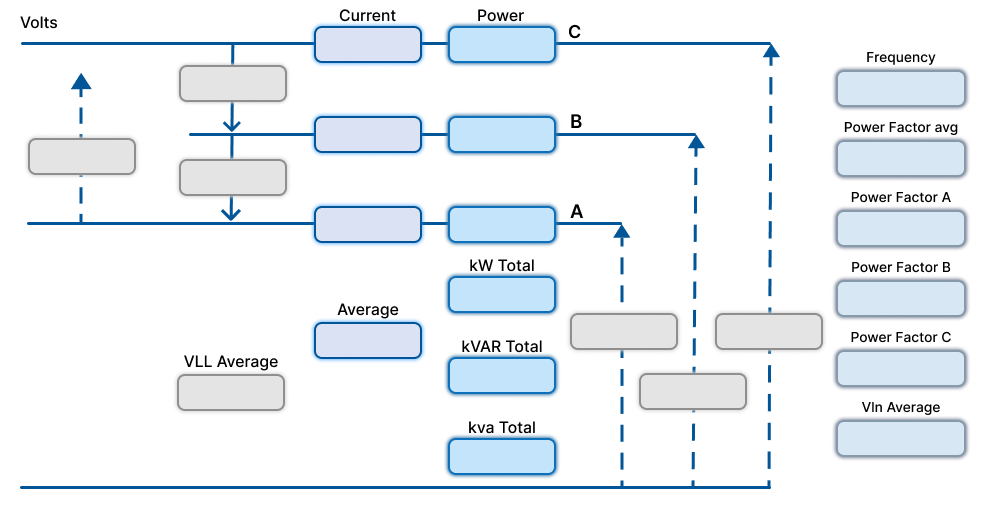 Volts
Current
Power
C
B
A
kW Total
Average
kVAR Total
VLL Average
kva Total
Frequency
Power Factor avg
Power Factor A
Power Factor B
Power Factor C
Vln Average